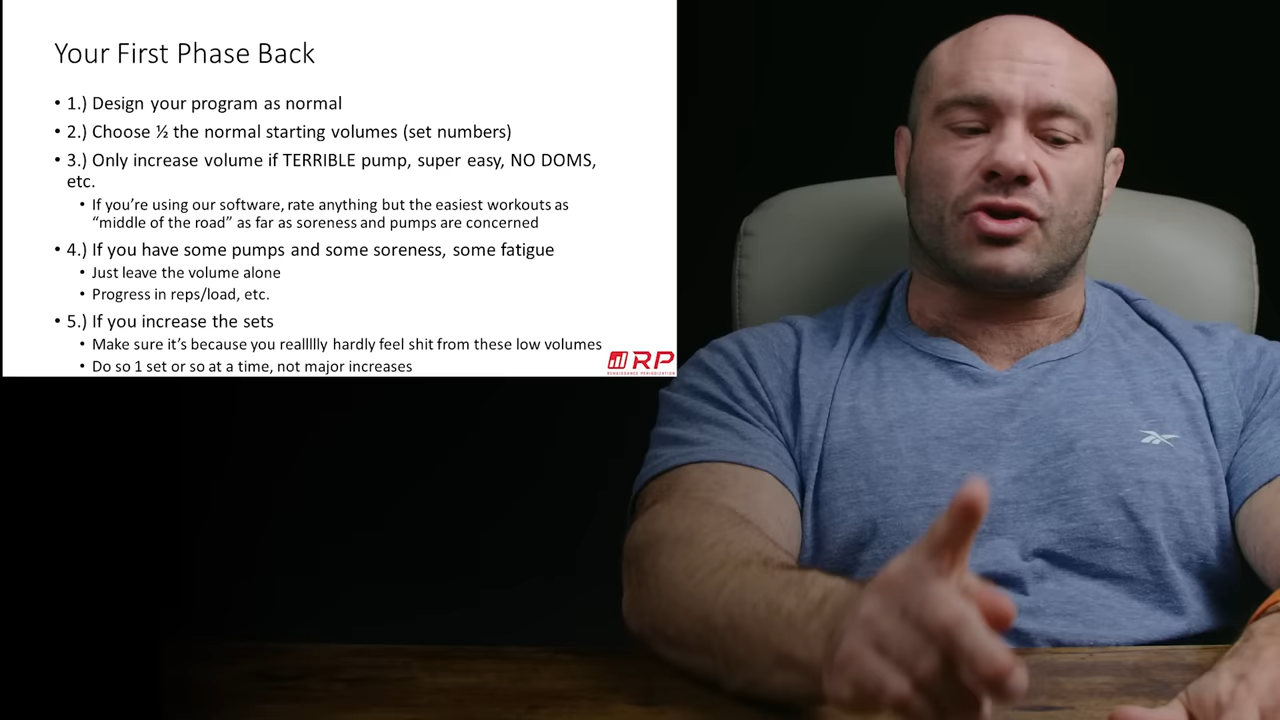 Your First Phase Back
• 1.) Design your program as normal
• 2.) Choose ½ the normal starting volumes (set numbers)
• 3.) Only increase volume if TERRIBLE pump, super easy, NO DOMS,
etc.
• If you’re using our software, rate anything but the easiest workouts as
“middle of the road” as far as soreness and pumps are concerned
• 4.) If you have some pumps and some soreness, some fatigue
• Just leave the volume alone
• Progress in reps/load, etc.
• 5.) If you increase the sets
• Make sure it’s because you reallllly hardly feel shit from these low volumes
• Do so 1 set or so at a time, not major increases
RP
RENAISSANCE PERIODIZATION